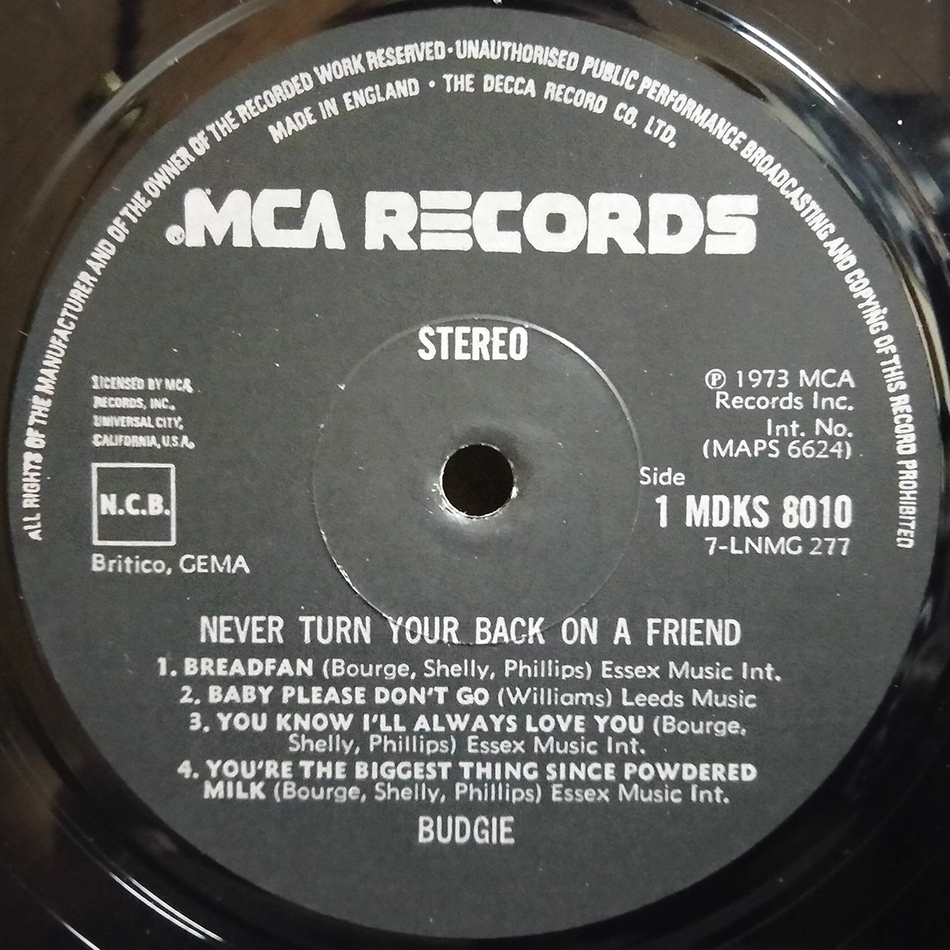 ALL RIGHTS OF THE MANUFACTURER AND OF THE OWNER OF THE RECORDED WORK RESERVED · UNAUTHORISED PUBLIC PERFORMANCE BROADCASTING AND COPYING OF THIS RECORD PROHIBITED
MADE IN ENGLAND • THE DECCA RECORD CO. LTD.
®MCA RECORDS
STEREO
LICENSED BY MCA
RECORDS, INC.,
UNIVERSAL CITY,
CALIFORNIA, U.S.A.
N.C.B.
Britico, GEMA
℗ 1973 MCA
Records Inc.
Int. No.
(MAPS 6624)
Side
1 MDKS 8010
7-LNMG 277
NEVER TURN YOUR BACK ON A FRIEND
1. BREADFAN (Bourge, Shelly, Phillips) Essex Music Int.
2. BABY PLEASE DON'T GO (Williams) Leeds Music
3. YOU KNOW I'LL ALWAYS LOVE YOU (Bourge,
Shelly, Phillips) Essex Music Int.
4. YOU'RE THE BIGGEST THING SINCE POWDERED
MILK (Bourge, Shelly, Phillips) Essex Music Int.
BUDGIE